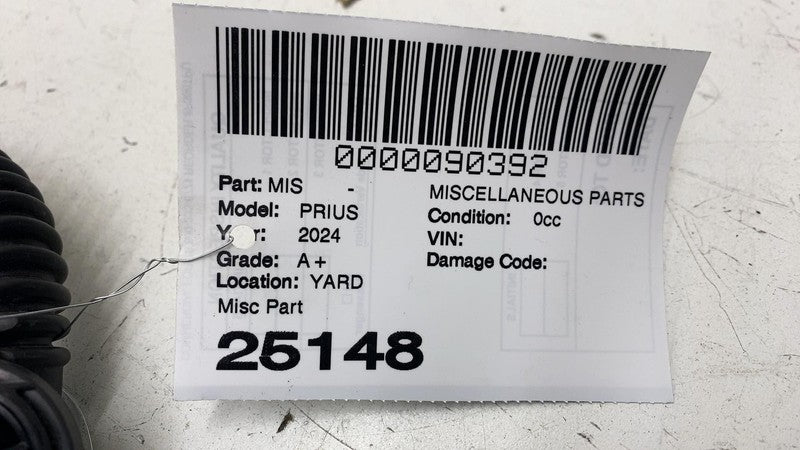 0000090392
Part: MIS - MISCELLANEOUS PARTS
Model: PRIUS Condition: 0cc
Year: 2024 VIN:
Grade: A+ Damage Code:
Location: YARD
Misc Part
25148